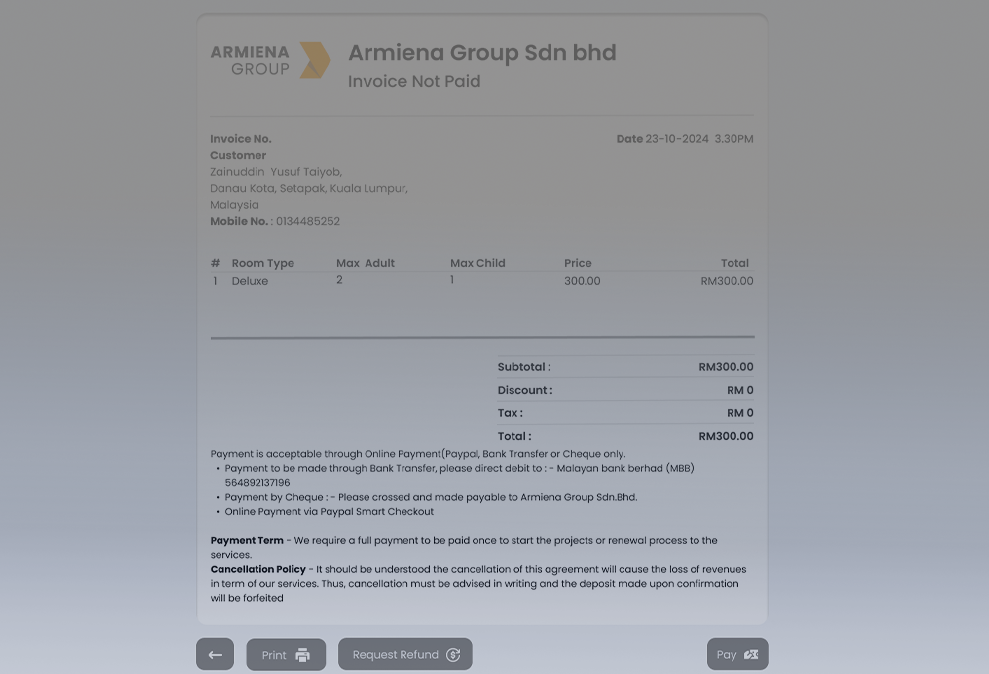 ARMIENA
GROUP
Armiena Group Sdn bhd
Invoice Not Paid
Invoice No.
Date 23-10-2024 3.30PM
Customer
Zainuddin Yusuf Taiyob,
Danau Kota, Setapak, Kuala Lumpur,
Malaysia
Mobile No. : 0134485252
# Room Type Max Adult Max Child Price Total
1 Deluxe 2 1 300.00 RM300.00
Subtotal : RM300.00
Discount : RM 0
Tax : RM 0
Total : RM300.00
Payment is acceptable through Online Payment(Paypal, Bank Transfer or Cheque only.
• Payment to be made through Bank Transfer, please direct debit to : - Malayan bank berhad (MBB)
564892137196
• Payment by Cheque : - Please crossed and made payable to Armiena Group Sdn.Bhd.
• Online Payment via Paypal Smart Checkout
Payment Term - We require a full payment to be paid once to start the projects or renewal process to the
services.
Cancellation Policy - It should be understood the cancellation of this agreement will cause the loss of revenues
in term of our services. Thus, cancellation must be advised in writing and the deposit made upon confirmation
will be forfeited
Print Request Refund Pay